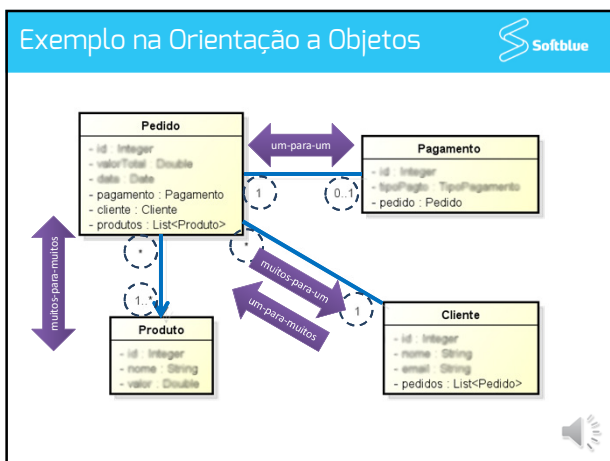 Exemplo na Orientação a Objetos
Softblue
Pedido
- id : Integer
- valorTotal : Double
- data : Date
- pagamento : Pagamento
- cliente : Cliente
- produtos : List<Produto>
um-para-um
Pagamento
- id : Integer
- tipoPagto : TipoPagamento
- pedido : Pedido
1
0..1
muitos-para-muitos
*
1..*
*
muitos-para-um
um-para-muitos
1
Produto
- id : Integer
- nome : String
- valor : Double
Cliente
- id : Integer
- nome : String
- email : String
- pedidos : List<Pedido>